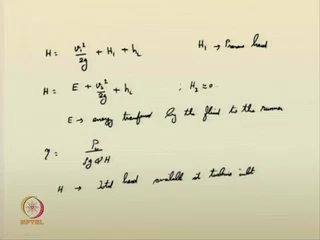 H = v₁²/2g + H₁ + h₂ H₁ → Pressure head
H = E + v₂²/2g + h₂ ; H₂ = 0
E → energy transferred by the fluid to the runner
η = P/ρgQH
H → Total head available at turbine inlet
NPTEL